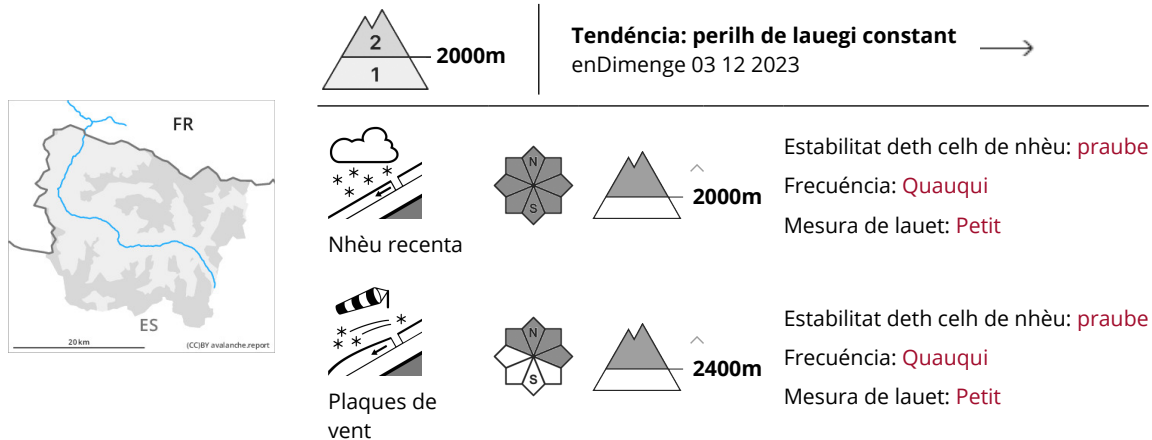 2
1
2000m
Tendéncia: perilh de lauegi constant
enDimenge 03 12 2023
FR
ES
20 km
(CC)BY avalanche.report
Nhèu recenta
N
S
2000m
Estabilitat deth celh de nhèu: praube
Frecuéncia: Quauqui
Mesura de lauet: Petit
Plaques de
vent
N
S
2400m
Estabilitat deth celh de nhèu: praube
Frecuéncia: Quauqui
Mesura de lauet: Petit